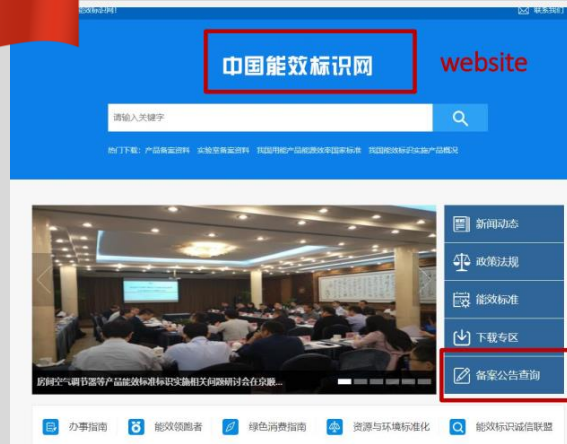 能效标识网!
联系我们
中国能效标识网
website
请输入关键字
热门下载: 产品备案资料 实验室备案资料 我国用能产品能源效率国家标准 我国能效标识实施产品概况
新闻动态
政策法规
能效标准
下载专区
备案公告查询
房间空气调节器等产品能效标准标识实施相关问题研讨会在京顺...
办事指南 能效领跑者 绿色消费指南 资源与环境标准化 能效标识诚信联盟